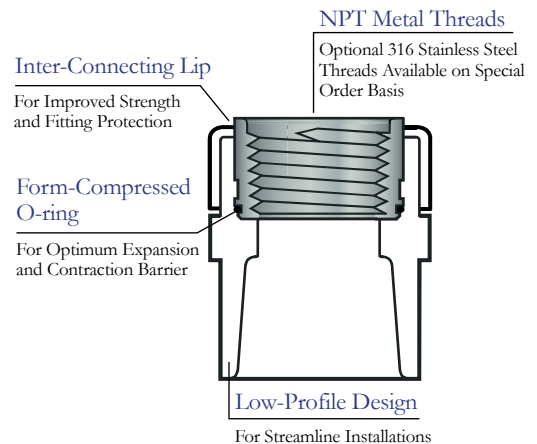 NPT Metal Threads
Optional 316 Stainless Steel
Threads Available on Special
Order Basis
Inter-Connecting Lip
For Improved Strength
and Fitting Protection
Form-Compressed
O-ring
For Optimum Expansion
and Contraction Barrier
Low-Profile Design
For Streamline Installations